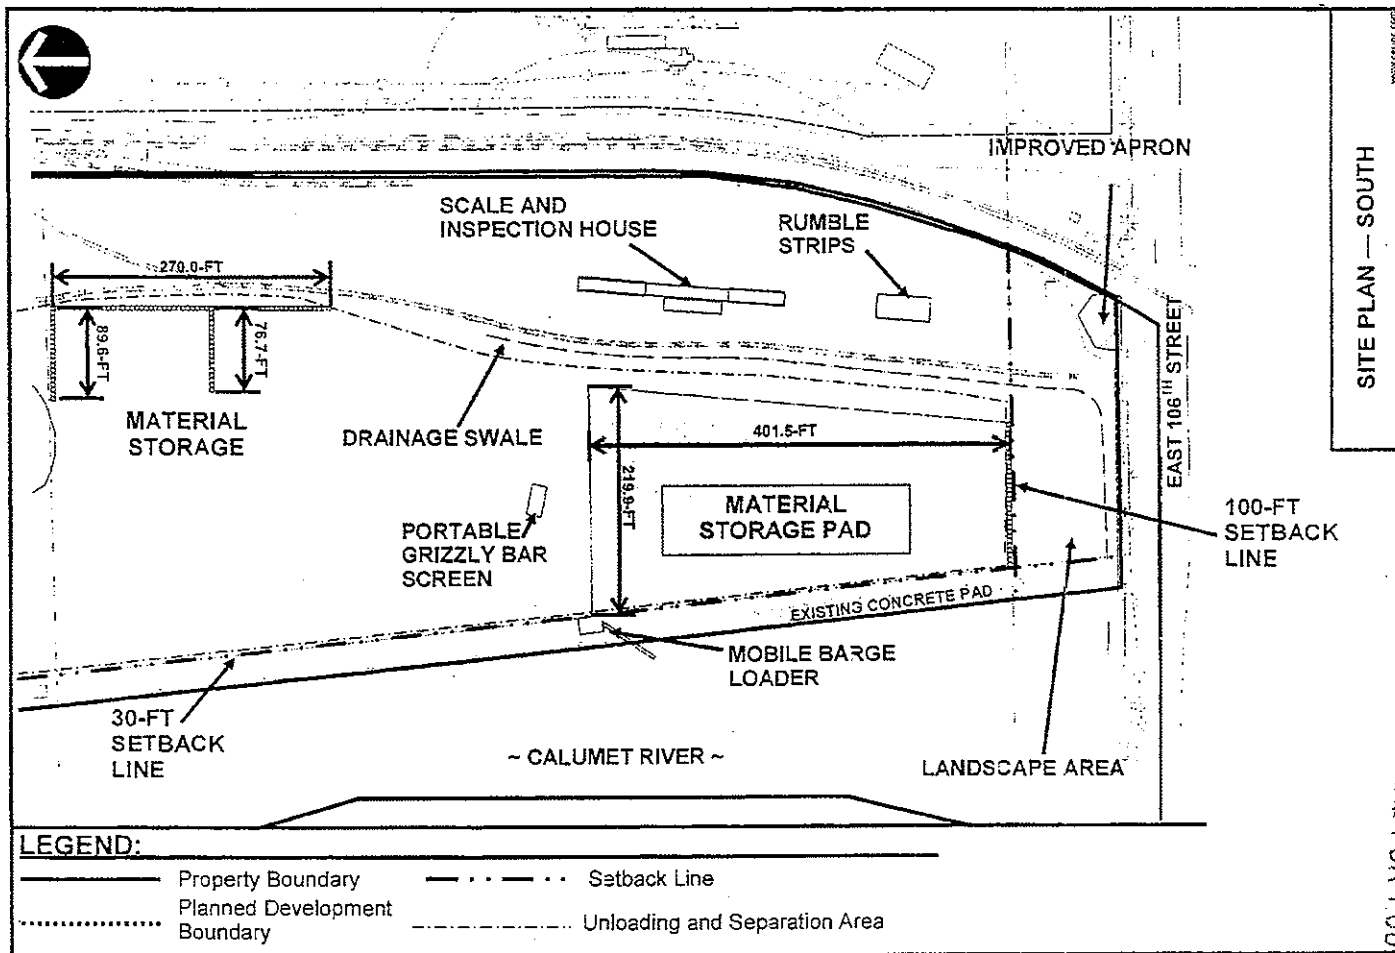 IMPROVED APRON
SCALE AND
INSPECTION HOUSE
RUMBLE
STRIPS
270.0-FT
89.6-FT
76.7-FT
MATERIAL
STORAGE
DRAINAGE SWALE
401.5-FT
219.9-FT
MATERIAL
STORAGE PAD
PORTABLE
GRIZZLY BAR
SCREEN
EAST 106TH STREET
100-FT
SETBACK
LINE
EXISTING CONCRETE PAD
MOBILE BARGE
LOADER
30-FT
SETBACK
LINE
~ CALUMET RIVER ~
LANDSCAPE AREA
SITE PLAN — SOUTH
LEGEND:
Property Boundary
Setback Line
Planned Development
Boundary
Unloading and Separation Area